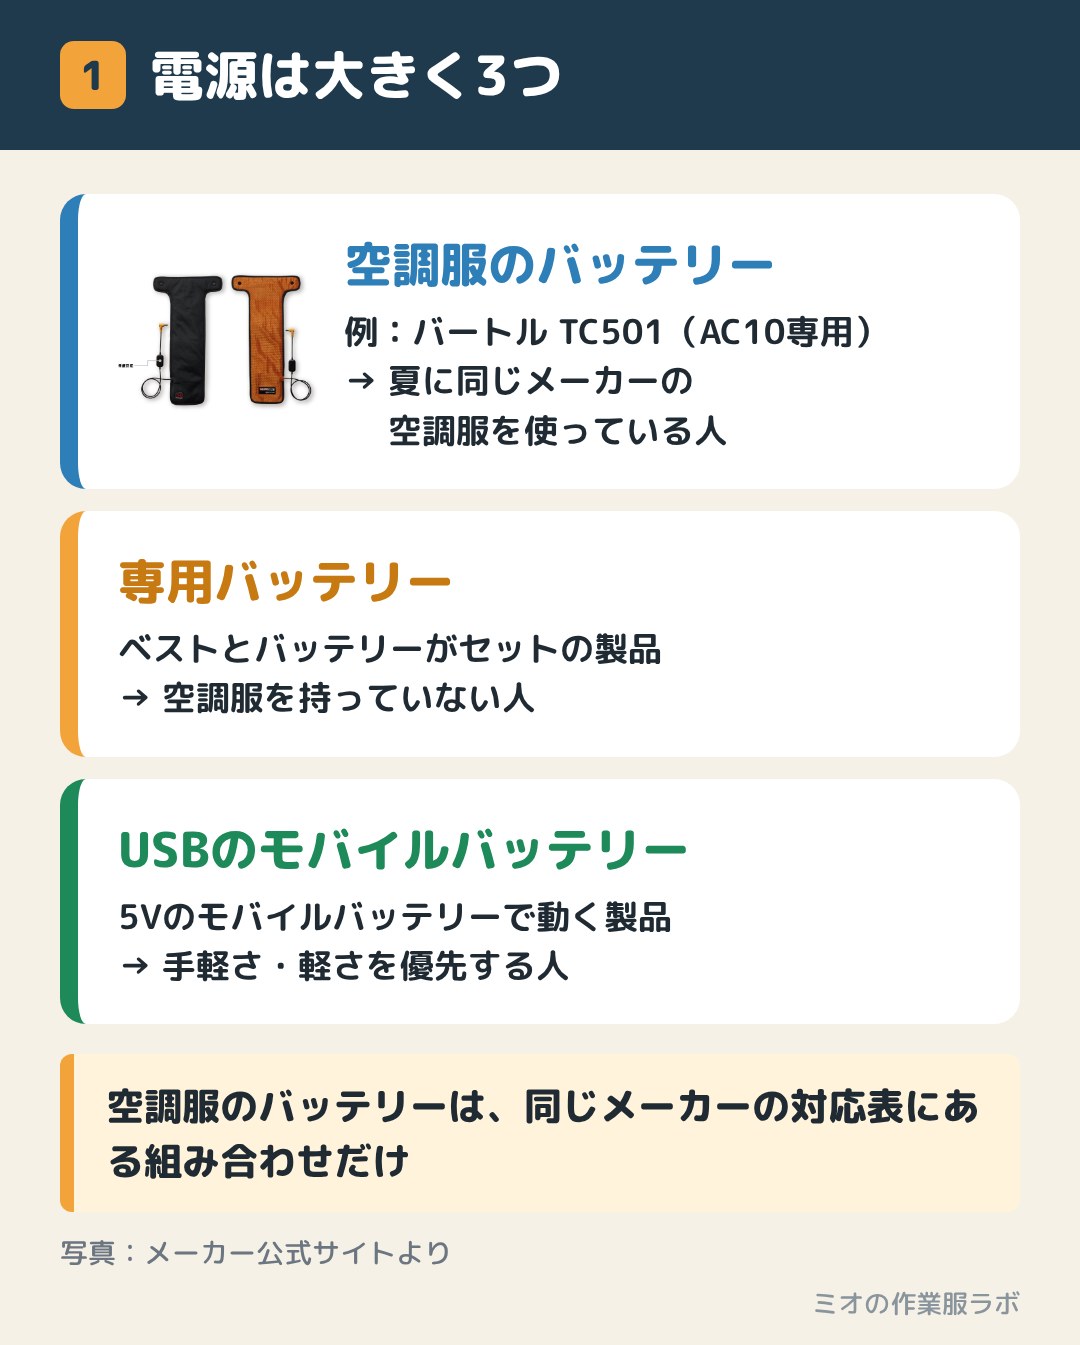 1 電源は大きく3つ
空調服のバッテリー
例：バートル TC501（AC10専用）
→ 夏に同じメーカーの
空調服を使っている人
専用バッテリー
ベストとバッテリーがセットの製品
→ 空調服を持っていない人
USBのモバイルバッテリー
5Vのモバイルバッテリーで動く製品
→ 手軽さ・軽さを優先する人
空調服のバッテリーは、同じメーカーの対応表にあ
る組み合わせだけ
写真：メーカー公式サイトより
ミオの作業服ラボ